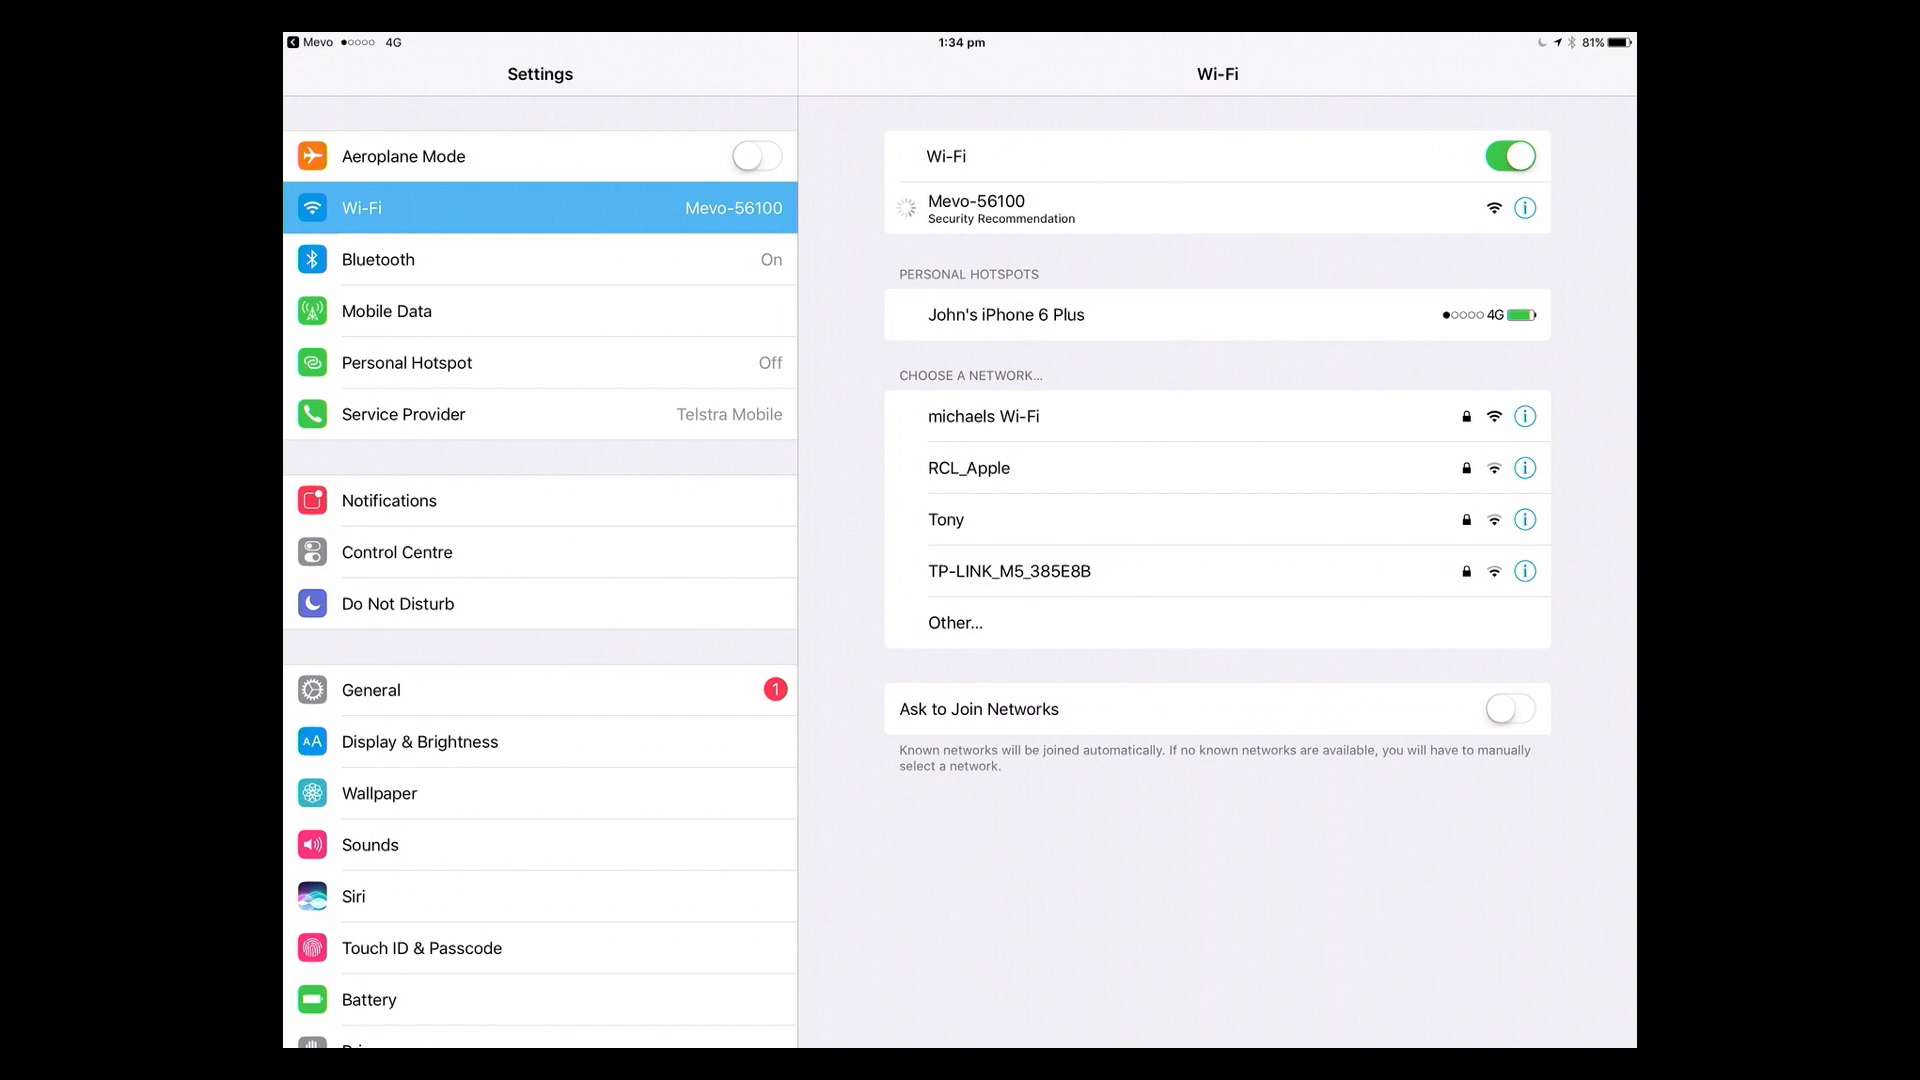 Mevo 4G
1:34 pm
81%
Settings
Wi-Fi
Aeroplane Mode
Wi-Fi Mevo-56100
Bluetooth On
Mobile Data
Personal Hotspot Off
Service Provider Telstra Mobile
Notifications
Control Centre
Do Not Disturb
General 1
AA Display & Brightness
Wallpaper
Sounds
Siri
Touch ID & Passcode
Battery
Wi-Fi
Mevo-56100
Security Recommendation
PERSONAL HOTSPOTS
John's iPhone 6 Plus 4G
CHOOSE A NETWORK...
michaels Wi-Fi
RCL_Apple
Tony
TP-LINK_M5_385E8B
Other...
Ask to Join Networks
Known networks will be joined automatically. If no known networks are available, you will have to manually
select a network.